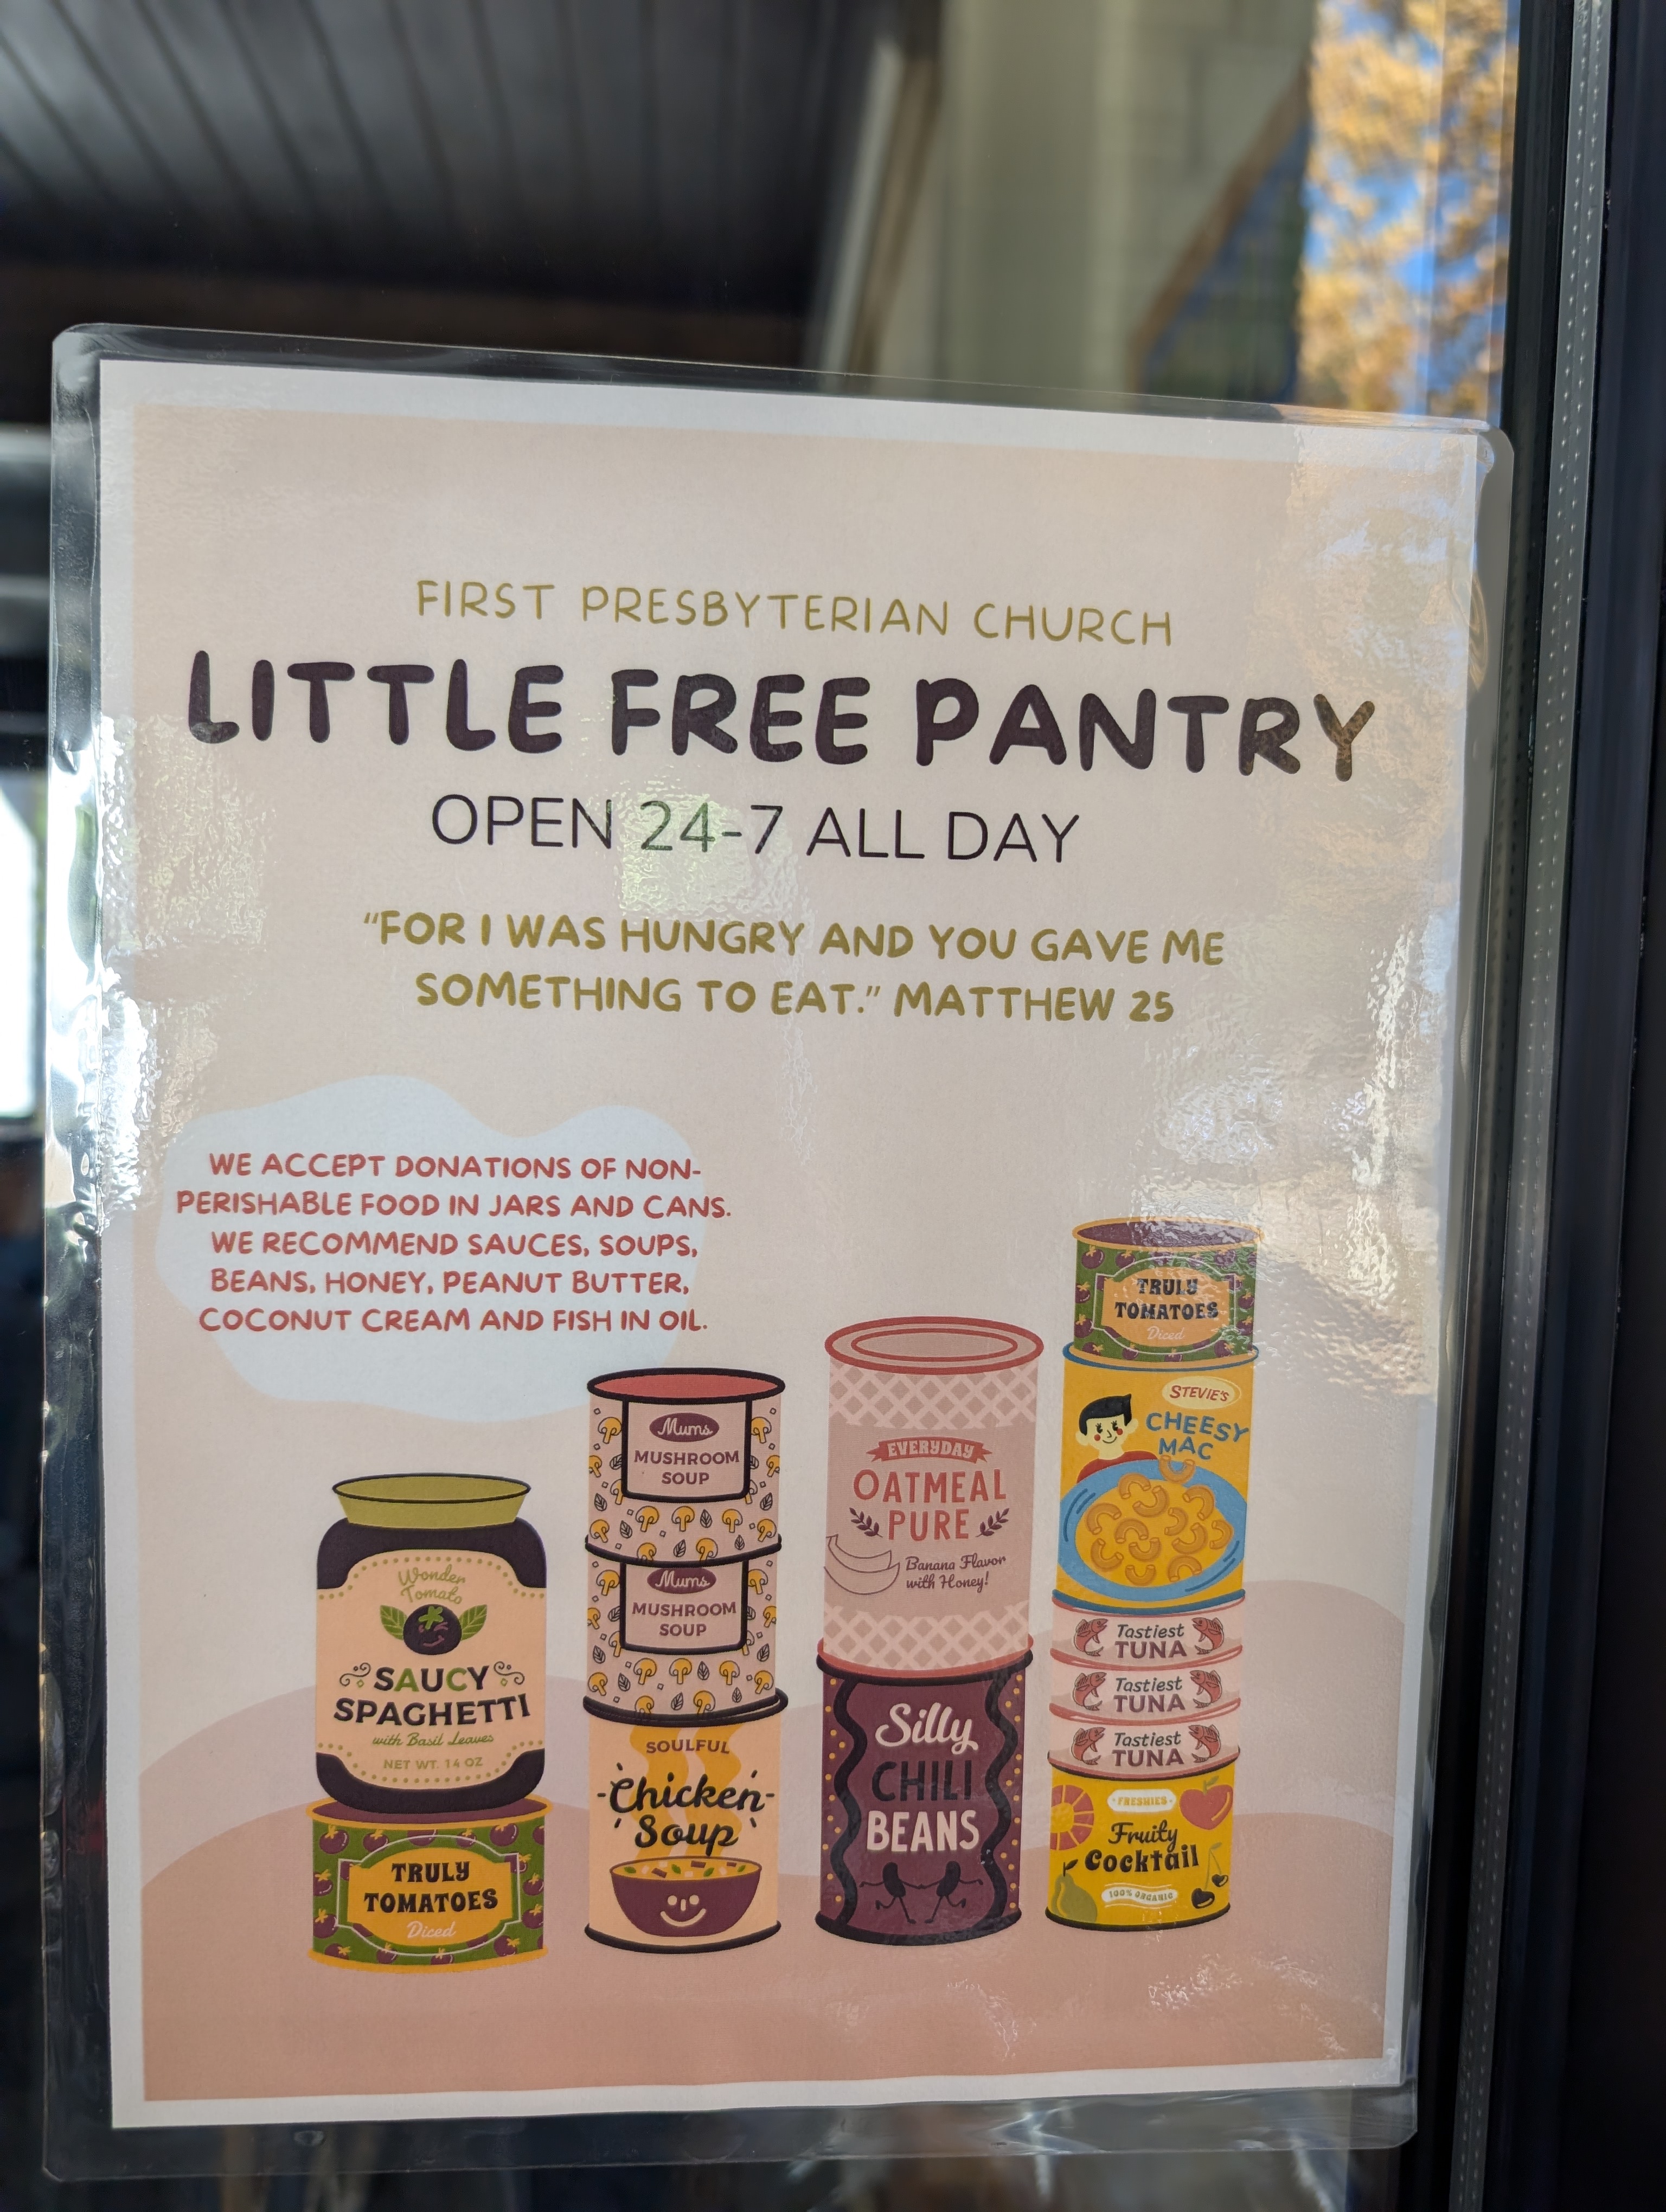 FIRST PRESBYTERIAN CHURCH
LITTLE FREE PANTRY
OPEN 24-7 ALL DAY
"FOR I WAS HUNGRY AND YOU GAVE ME
SOMETHING TO EAT." MATTHEW 25
WE ACCEPT DONATIONS OF NON-
PERISHABLE FOOD IN JARS AND CANS.
WE RECOMMEND SAUCES, SOUPS,
BEANS, HONEY, PEANUT BUTTER,
COCONUT CREAM AND FISH IN OIL.
Wonder
Tomato
SAUCY
SPAGHETTI
with Basil Leaves
NET WT. 14 OZ
TRULY
TOMATOES
Diced
Mums
MUSHROOM
SOUP
Mums
MUSHROOM
SOUP
SOULFUL
Chicken
Soup
EVERYDAY
OATMEAL
PURE
Banana Flavor
with Honey!
Silly
CHILI
BEANS
TRULY
TOMATOES
Diced
STEVIE'S
CHEESY
MAC
Tastiest
TUNA
Tastiest
TUNA
Tastiest
TUNA
FRESHIES
Fruity
Cocktail
100% ORGANIC